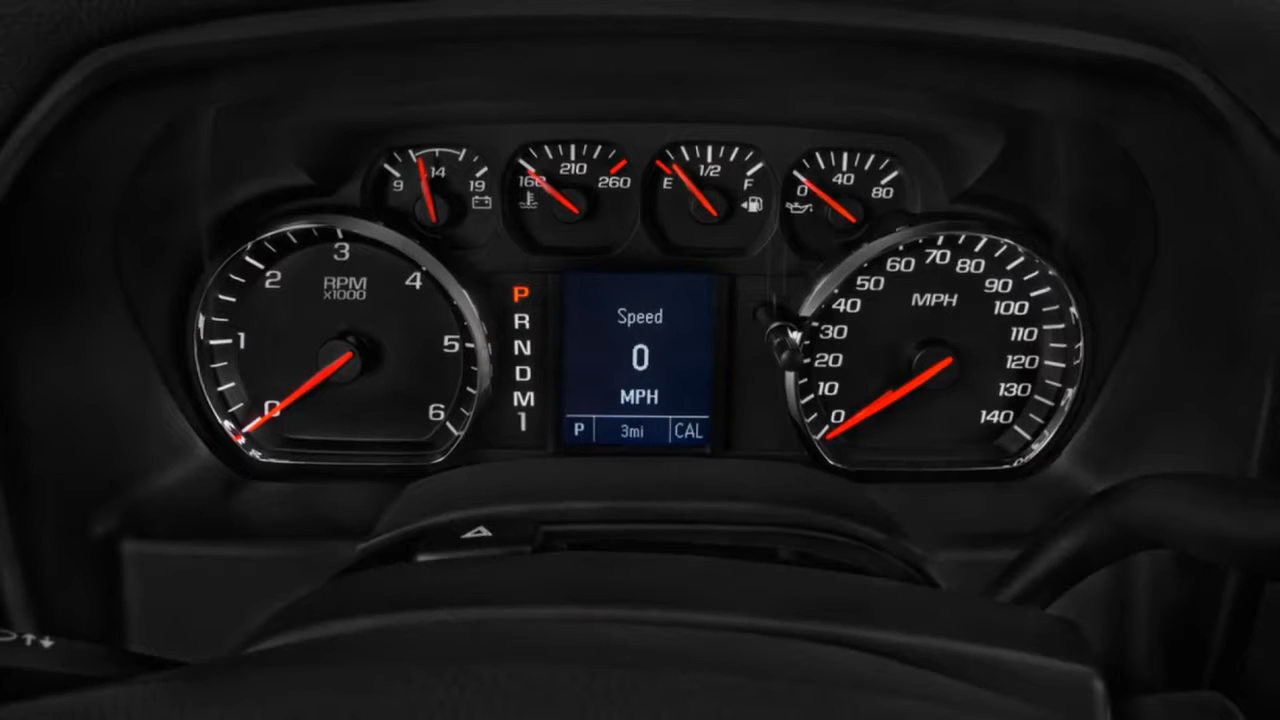 9 14 19
160 210 260
E 1/2 F
0 40 80
RPM
x1000
0 1 2 3 4 5 6
P
R
N
D
M
1
Speed
0
MPH
P 3mi CAL
MPH
0 10 20 30 40 50 60 70 80 90 100 110 120 130 140